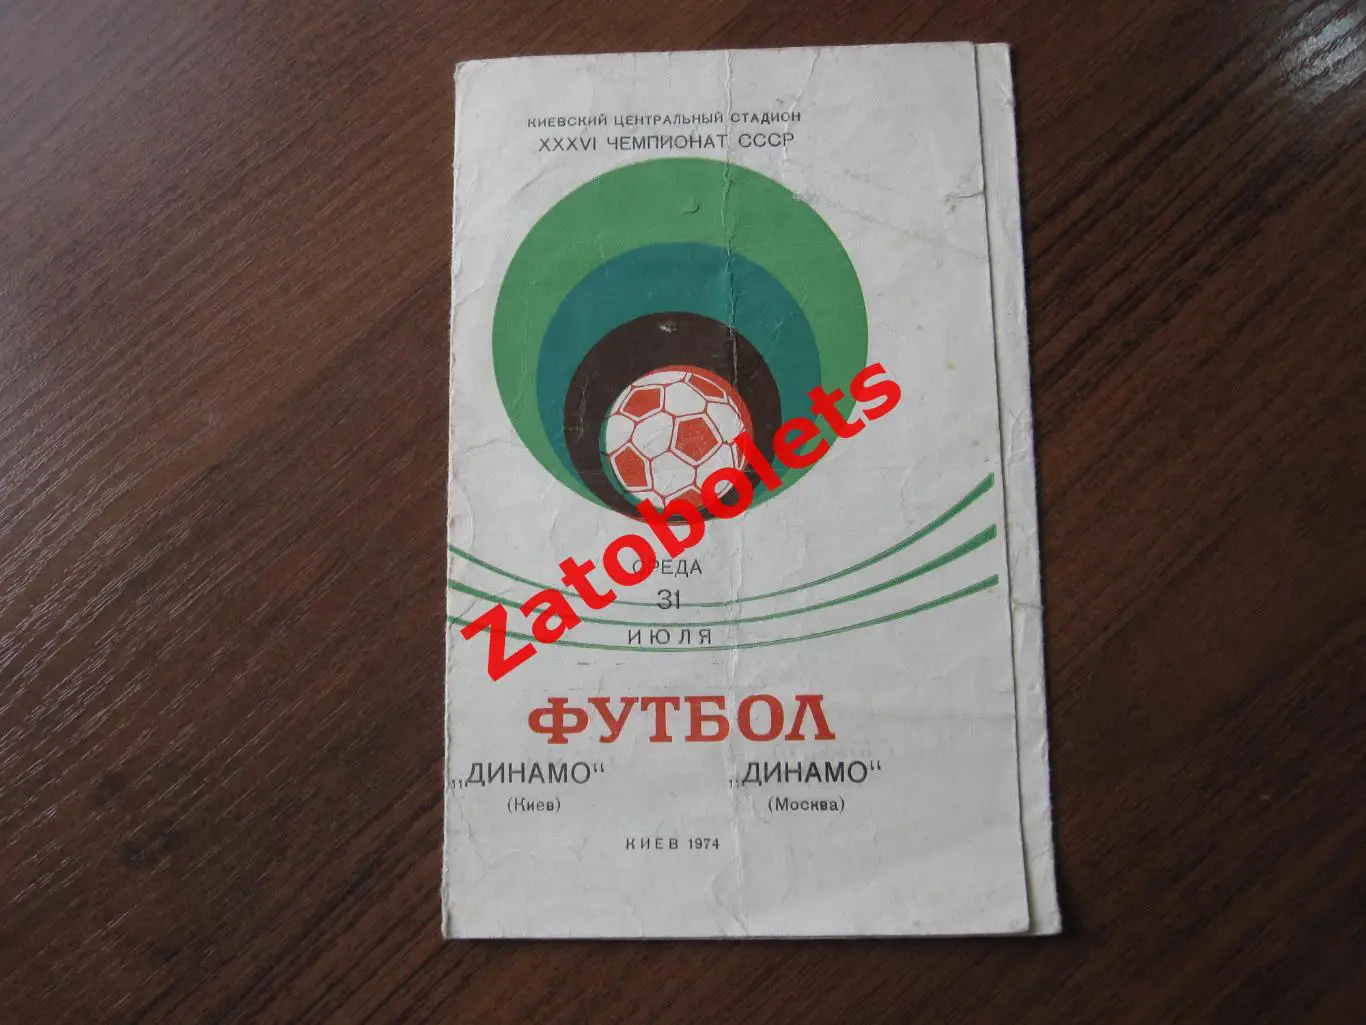 КИЕВСКИЙ ЦЕНТРАЛЬНЫЙ СТАДИОН
XXXVI ЧЕМПИОНАТ СССР
Zatobolets
СРЕДА
31
ИЮЛЯ
ФУТБОЛ
„ДИНАМО“ „ДИНАМО“
(Киев) (Москва)
КИЕВ 1974